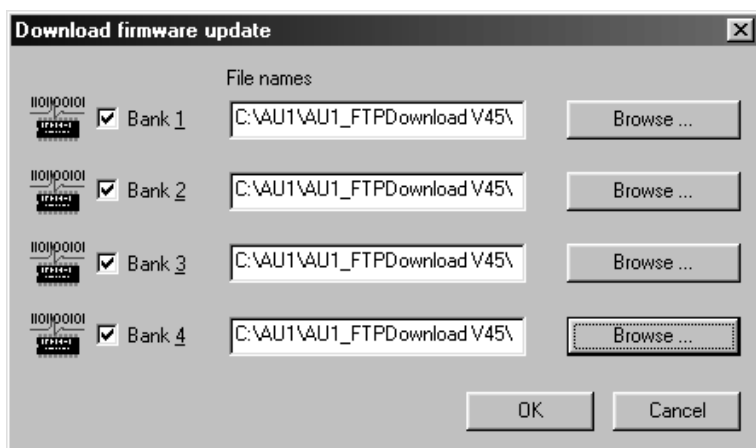 Download firmware update
File names
11011100101
Bank 1
C:\AU1\AU1_FTPDownload V45\
Browse ...
Bank 2
C:\AU1\AU1_FTPDownload V45\
Browse ...
Bank 3
C:\AU1\AU1_FTPDownload V45\
Browse ...
Bank 4
C:\AU1\AU1_FTPDownload V45\
Browse ...
OK
Cancel